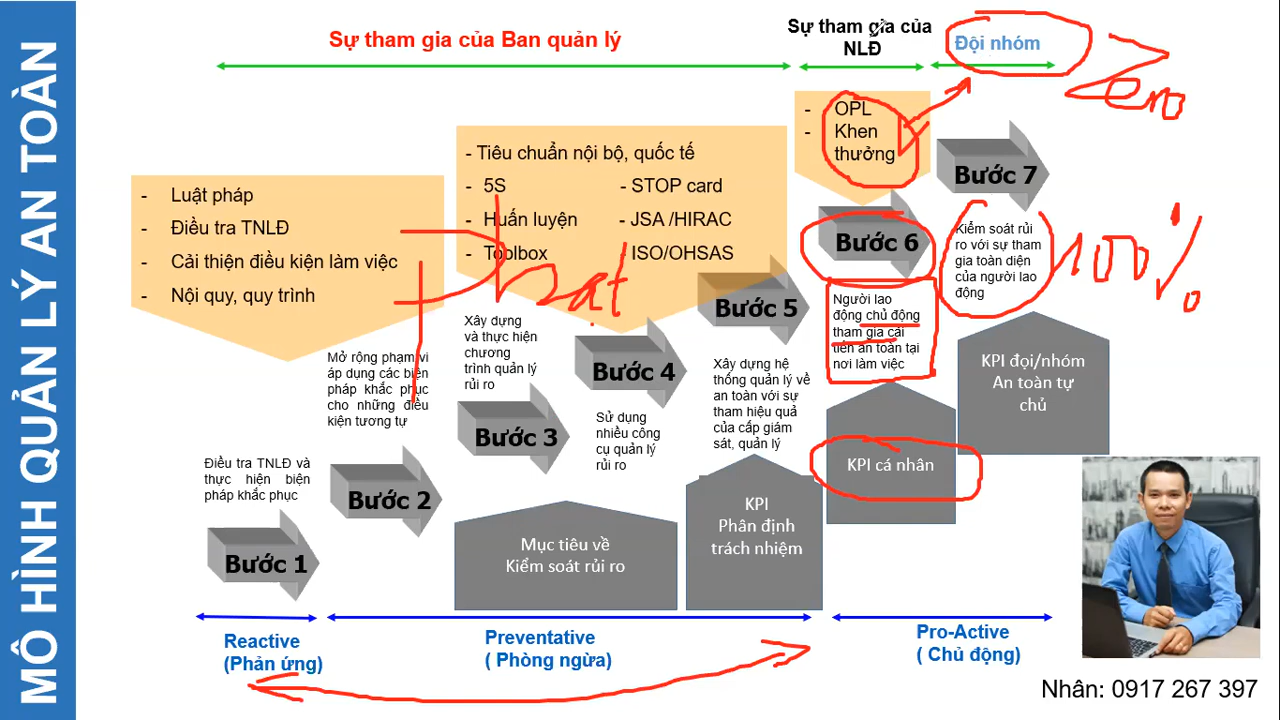 MÔ HÌNH QUẢN LÝ AN TOÀN
Sự tham gia của Ban quản lý
Sự tham gia của
NLĐ
Đội nhóm
Zero
- Luật pháp
- Điều tra TNLĐ
- Cải thiện điều kiện làm việc
- Nội quy, quy trình
- Tiêu chuẩn nội bộ, quốc tế
- 5S
- Huấn luyện
- Toolbox
- STOP card
- JSA /HIRAC
- ISO/OHSAS
- OPL
- Khen
thưởng
Bước 7
Kiểm soát rủi
ro với sự tham
gia toàn diện
của người lao
động
100%
Bước 6
Người lao
động chủ động
tham gia cải
tiến an toàn tại
nơi làm việc
Bước 5
Xây dựng hệ
thống quản lý về
an toàn với sự
tham hiệu quả
của cấp giám
sát, quản lý
Bước 4
Sử dụng
nhiều công
cụ quản lý
rủi ro
Xây dựng
và thực hiện
chương
trình quản lý
rủi ro
Bước 3
Mở rộng phạm vi
áp dụng các biện
pháp khắc phục
cho những điều
kiện tương tự
Bước 2
Điều tra TNLĐ và
thực hiện biện
pháp khắc phục
Bước 1
Mục tiêu về
Kiểm soát rủi ro
KPI
Phân định
trách nhiệm
KPI cá nhân
KPI đội/nhóm
An toàn tự
chủ
Reactive
(Phản ứng)
Preventative
( Phòng ngừa)
Pro-Active
( Chủ động)
Nhân: 0917 267 397